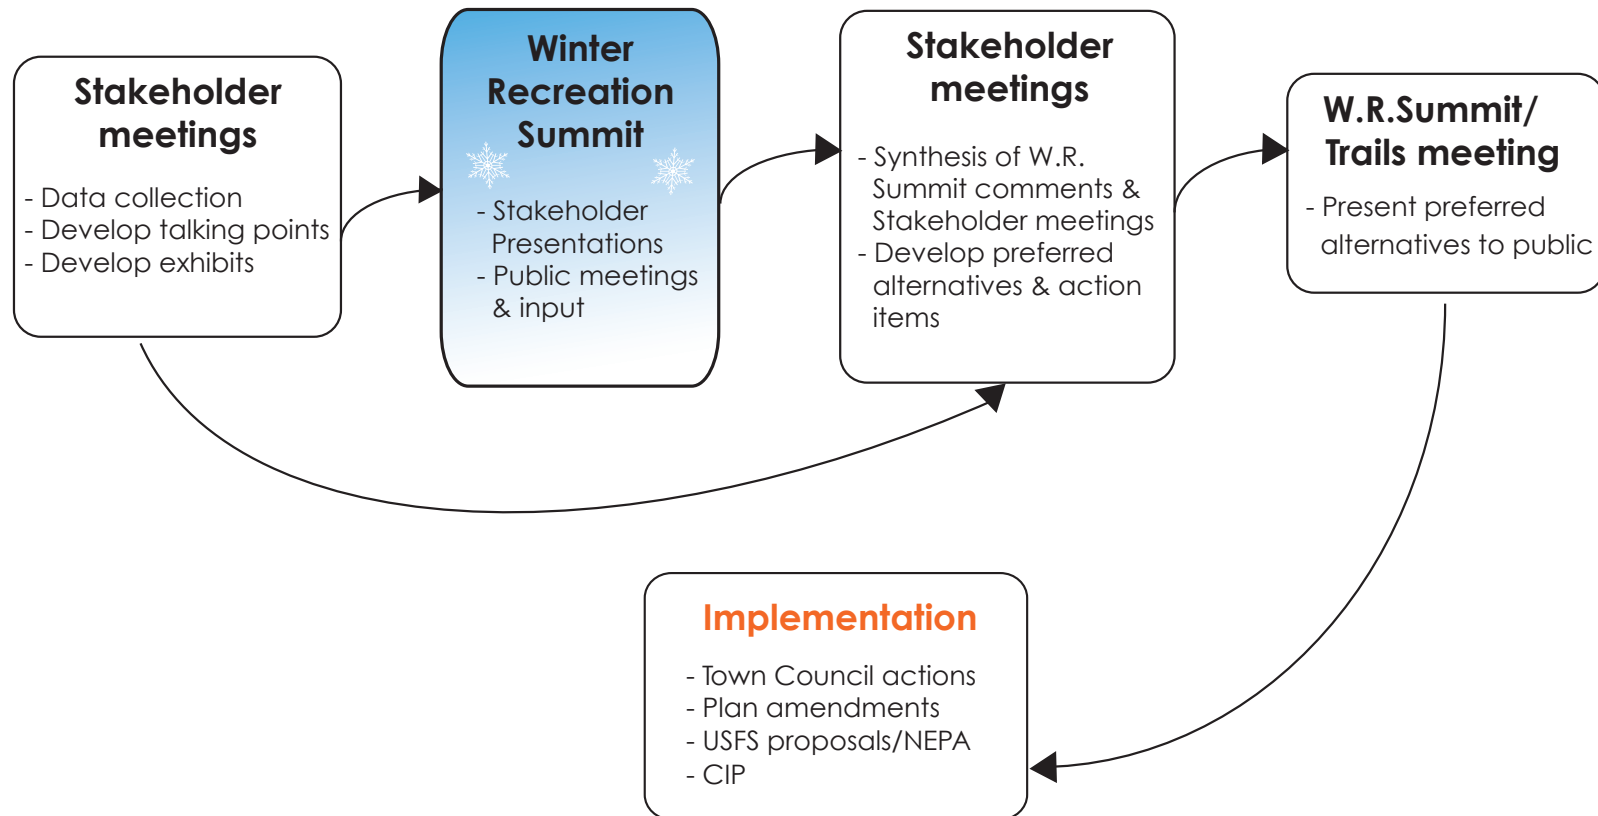 Stakeholder
meetings
- Data collection
- Develop talking points
- Develop exhibits
Winter
Recreation
Summit
- Stakeholder
Presentations
- Public meetings
& input
Stakeholder
meetings
- Synthesis of W.R.
Summit comments &
Stakeholder meetings
- Develop preferred
alternatives & action
items
W.R.Summit/
Trails meeting
- Present preferred
alternatives to public
Implementation
- Town Council actions
- Plan amendments
- USFS proposals/NEPA
- CIP